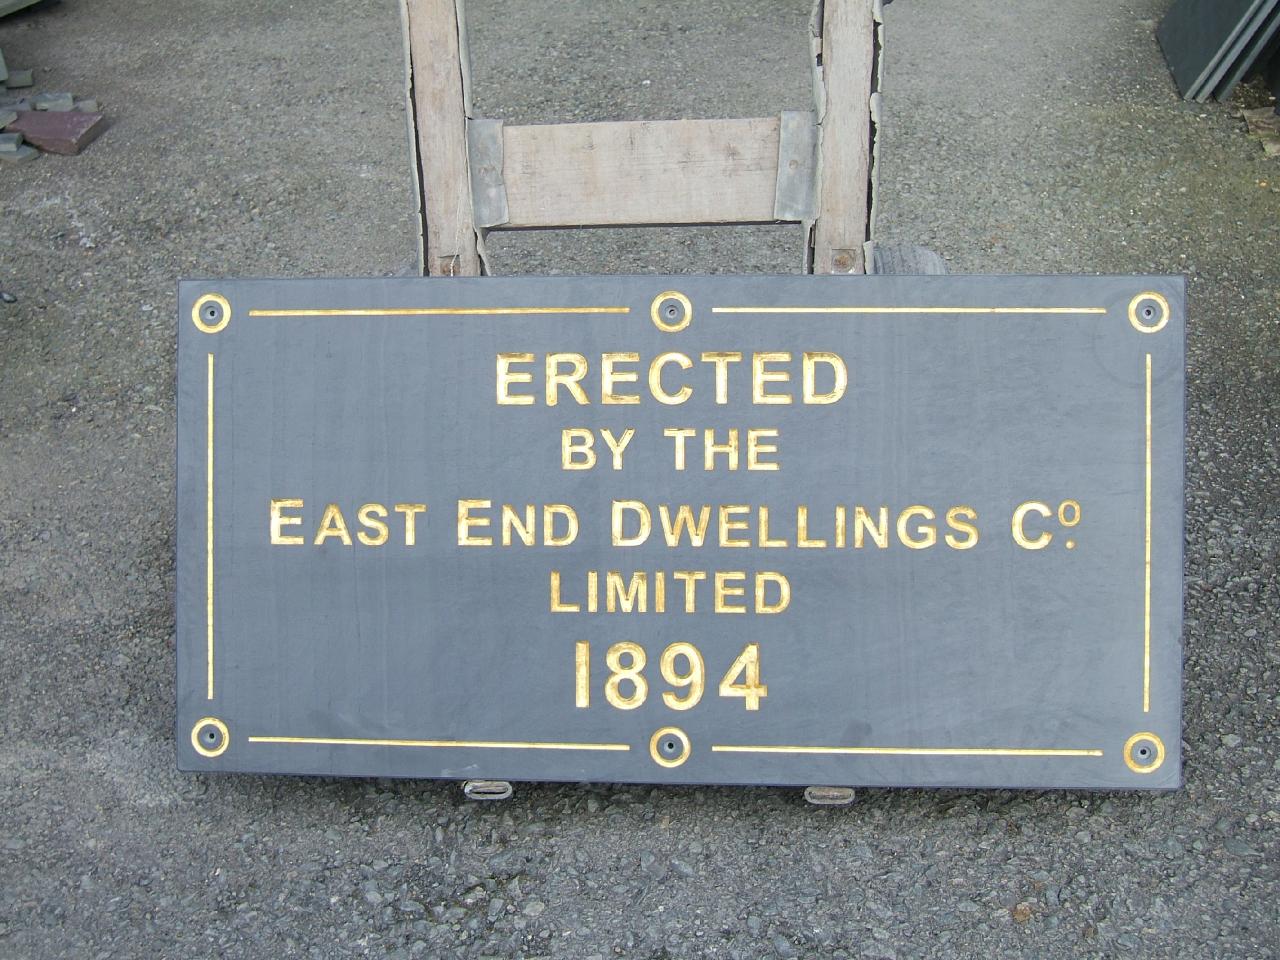 ERECTED
BY THE
EAST END DWELLINGS Cº.
LIMITED
1894